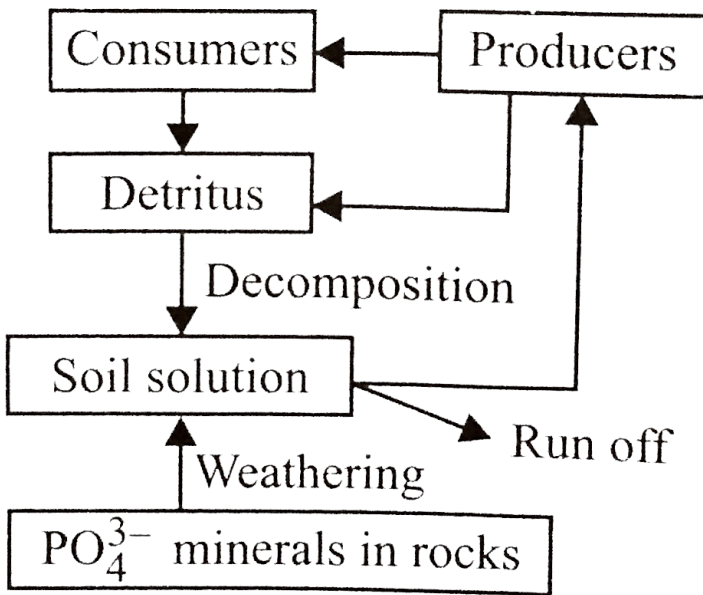 Consumers
Producers
Detritus
Decomposition
Soil solution
Run off
Weathering
PO₄³⁻ minerals in rocks